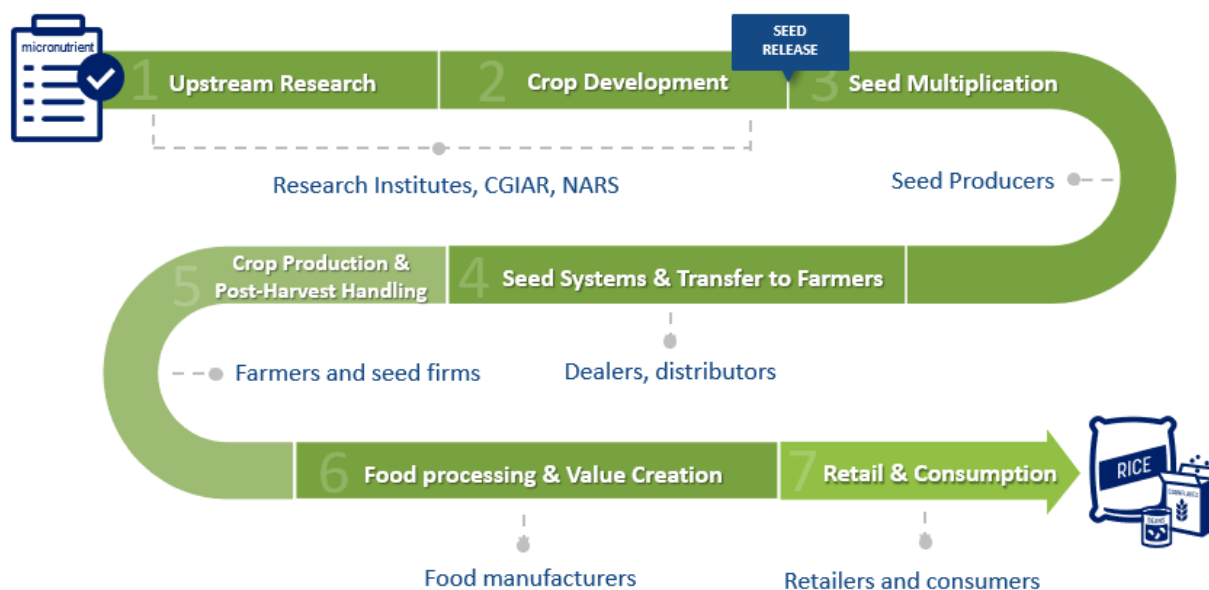 micronutrient
SEED
RELEASE
1 Upstream Research
2 Crop Development
3 Seed Multiplication
Research Institutes, CGIAR, NARS
Seed Producers
5 Crop Production &
Post-Harvest Handling
4 Seed Systems & Transfer to Farmers
Farmers and seed firms
Dealers, distributors
6 Food processing & Value Creation
7 Retail & Consumption
RICE
CORNFLAKES
BEANS
Food manufacturers
Retailers and consumers